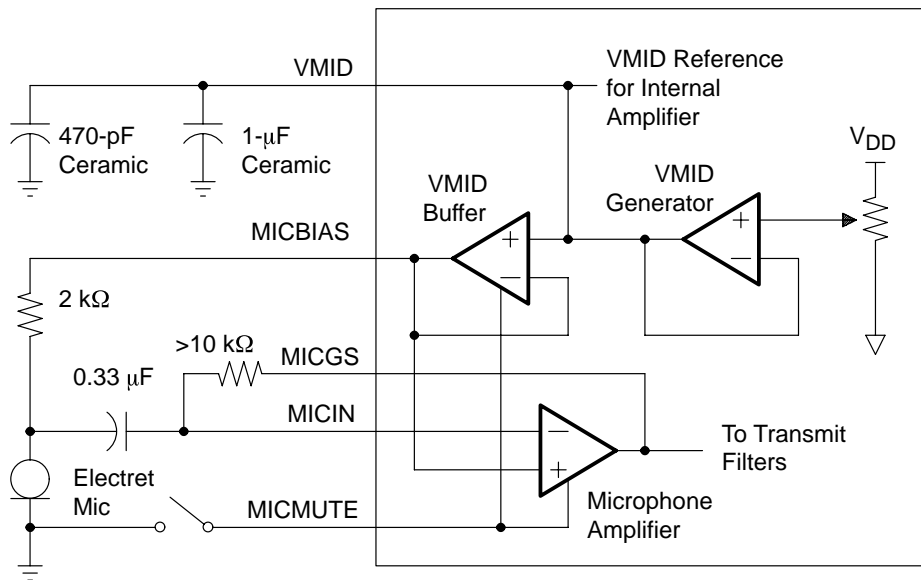 VMID
VMID Reference
for Internal
Amplifier
470-pF
Ceramic
1-μF
Ceramic
VDD
VMID
Buffer
VMID
Generator
MICBIAS
+
−
+
−
2 kΩ
>10 kΩ
MICGS
0.33 μF
MICIN
−
+
To Transmit
Filters
Electret
Mic
MICMUTE
Microphone
Amplifier